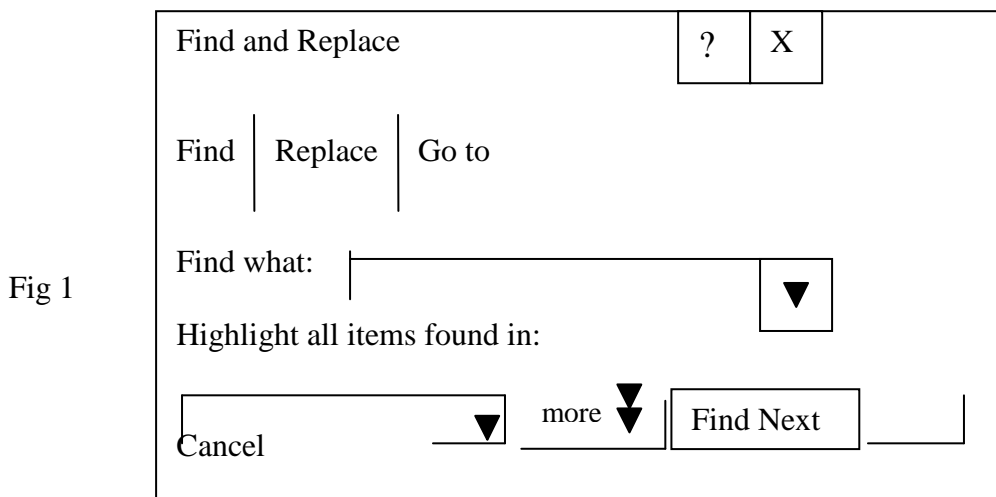 Find and Replace ? X
Find Replace Go to
Find what:
Fig 1
Highlight all items found in:
more Find Next
Cancel